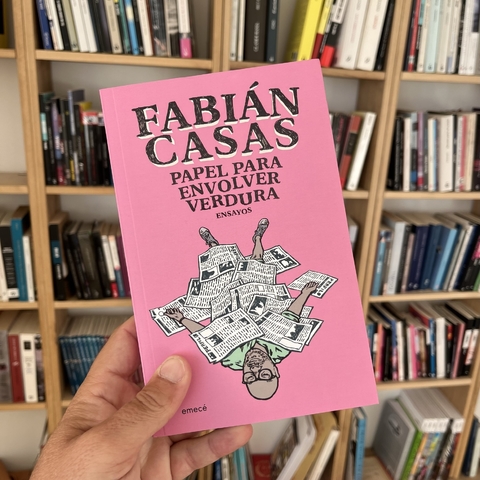 FABIÁN
CASAS
PAPEL PARA
ENVOLVER
VERDURA
ENSAYOS
emecé